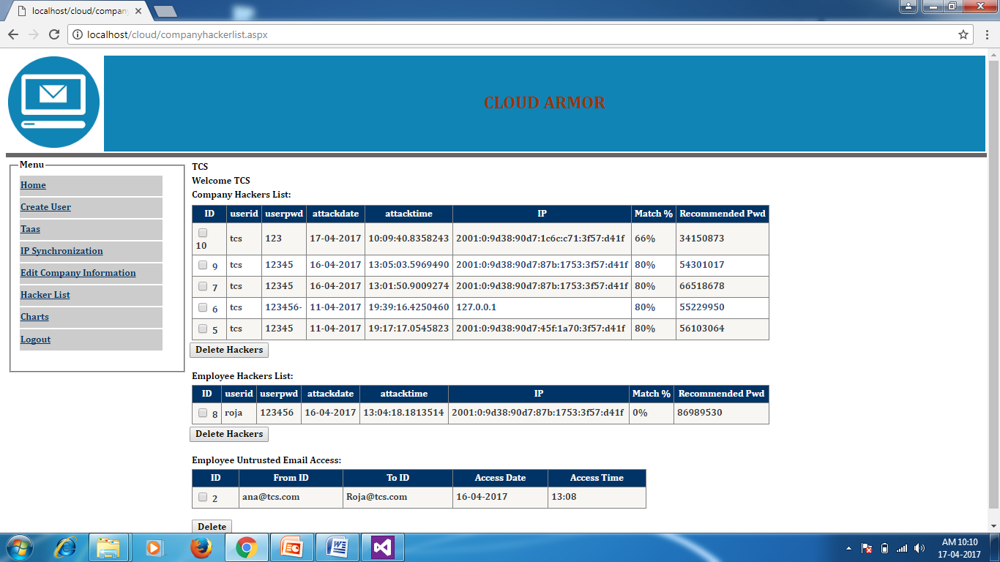 localhost/cloud/company
localhost/cloud/companyhackerlist.aspx
CLOUD ARMOR
Menu
Home
Create User
Taas
IP Synchronization
Edit Company Information
Hacker List
Charts
Logout
TCS
Welcome TCS
Company Hackers List:
ID userid userpwd attackdate attacktime IP Match % Recommended Pwd
10 tcs 123 17-04-2017 10:09:40.8358243 2001:0:9d38:90d7:1c6c:c71:3f57:d41f 66% 34150873
9 tcs 12345 16-04-2017 13:05:03.5969490 2001:0:9d38:90d7:87b:1753:3f57:d41f 80% 54301017
7 tcs 12345 16-04-2017 13:01:50.9009274 2001:0:9d38:90d7:87b:1753:3f57:d41f 80% 66518678
6 tcs 123456- 11-04-2017 19:39:16.4250460 127.0.0.1 80% 55229950
5 tcs 12345 11-04-2017 19:17:17.0545823 2001:0:9d38:90d7:45f:1a70:3f57:d41f 80% 56103064
Delete Hackers
Employee Hackers List:
ID userid userpwd attackdate attacktime IP Match % Recommended Pwd
8 roja 123456 16-04-2017 13:04:18.1813514 2001:0:9d38:90d7:87b:1753:3f57:d41f 0% 86989530
Delete Hackers
Employee Untrusted Email Access:
ID From ID To ID Access Date Access Time
2 ana@tcs.com Roja@tcs.com 16-04-2017 13:08
Delete
AM 10:10
17-04-2017